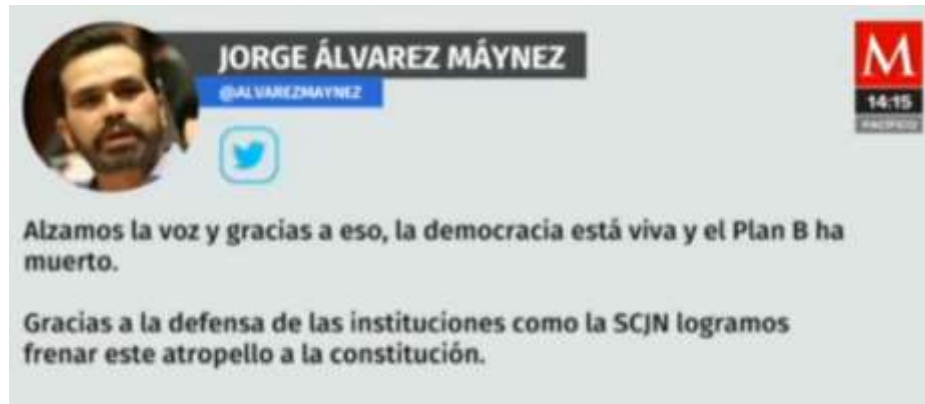 JORGE ÁLVAREZ MÁYNEZ
@ALVAREZMAYNEZ
M
14:15
PACÍFICO
Alzamos la voz y gracias a eso, la democracia está viva y el Plan B ha
muerto.
Gracias a la defensa de las instituciones como la SCJN logramos
frenar este atropello a la constitución.